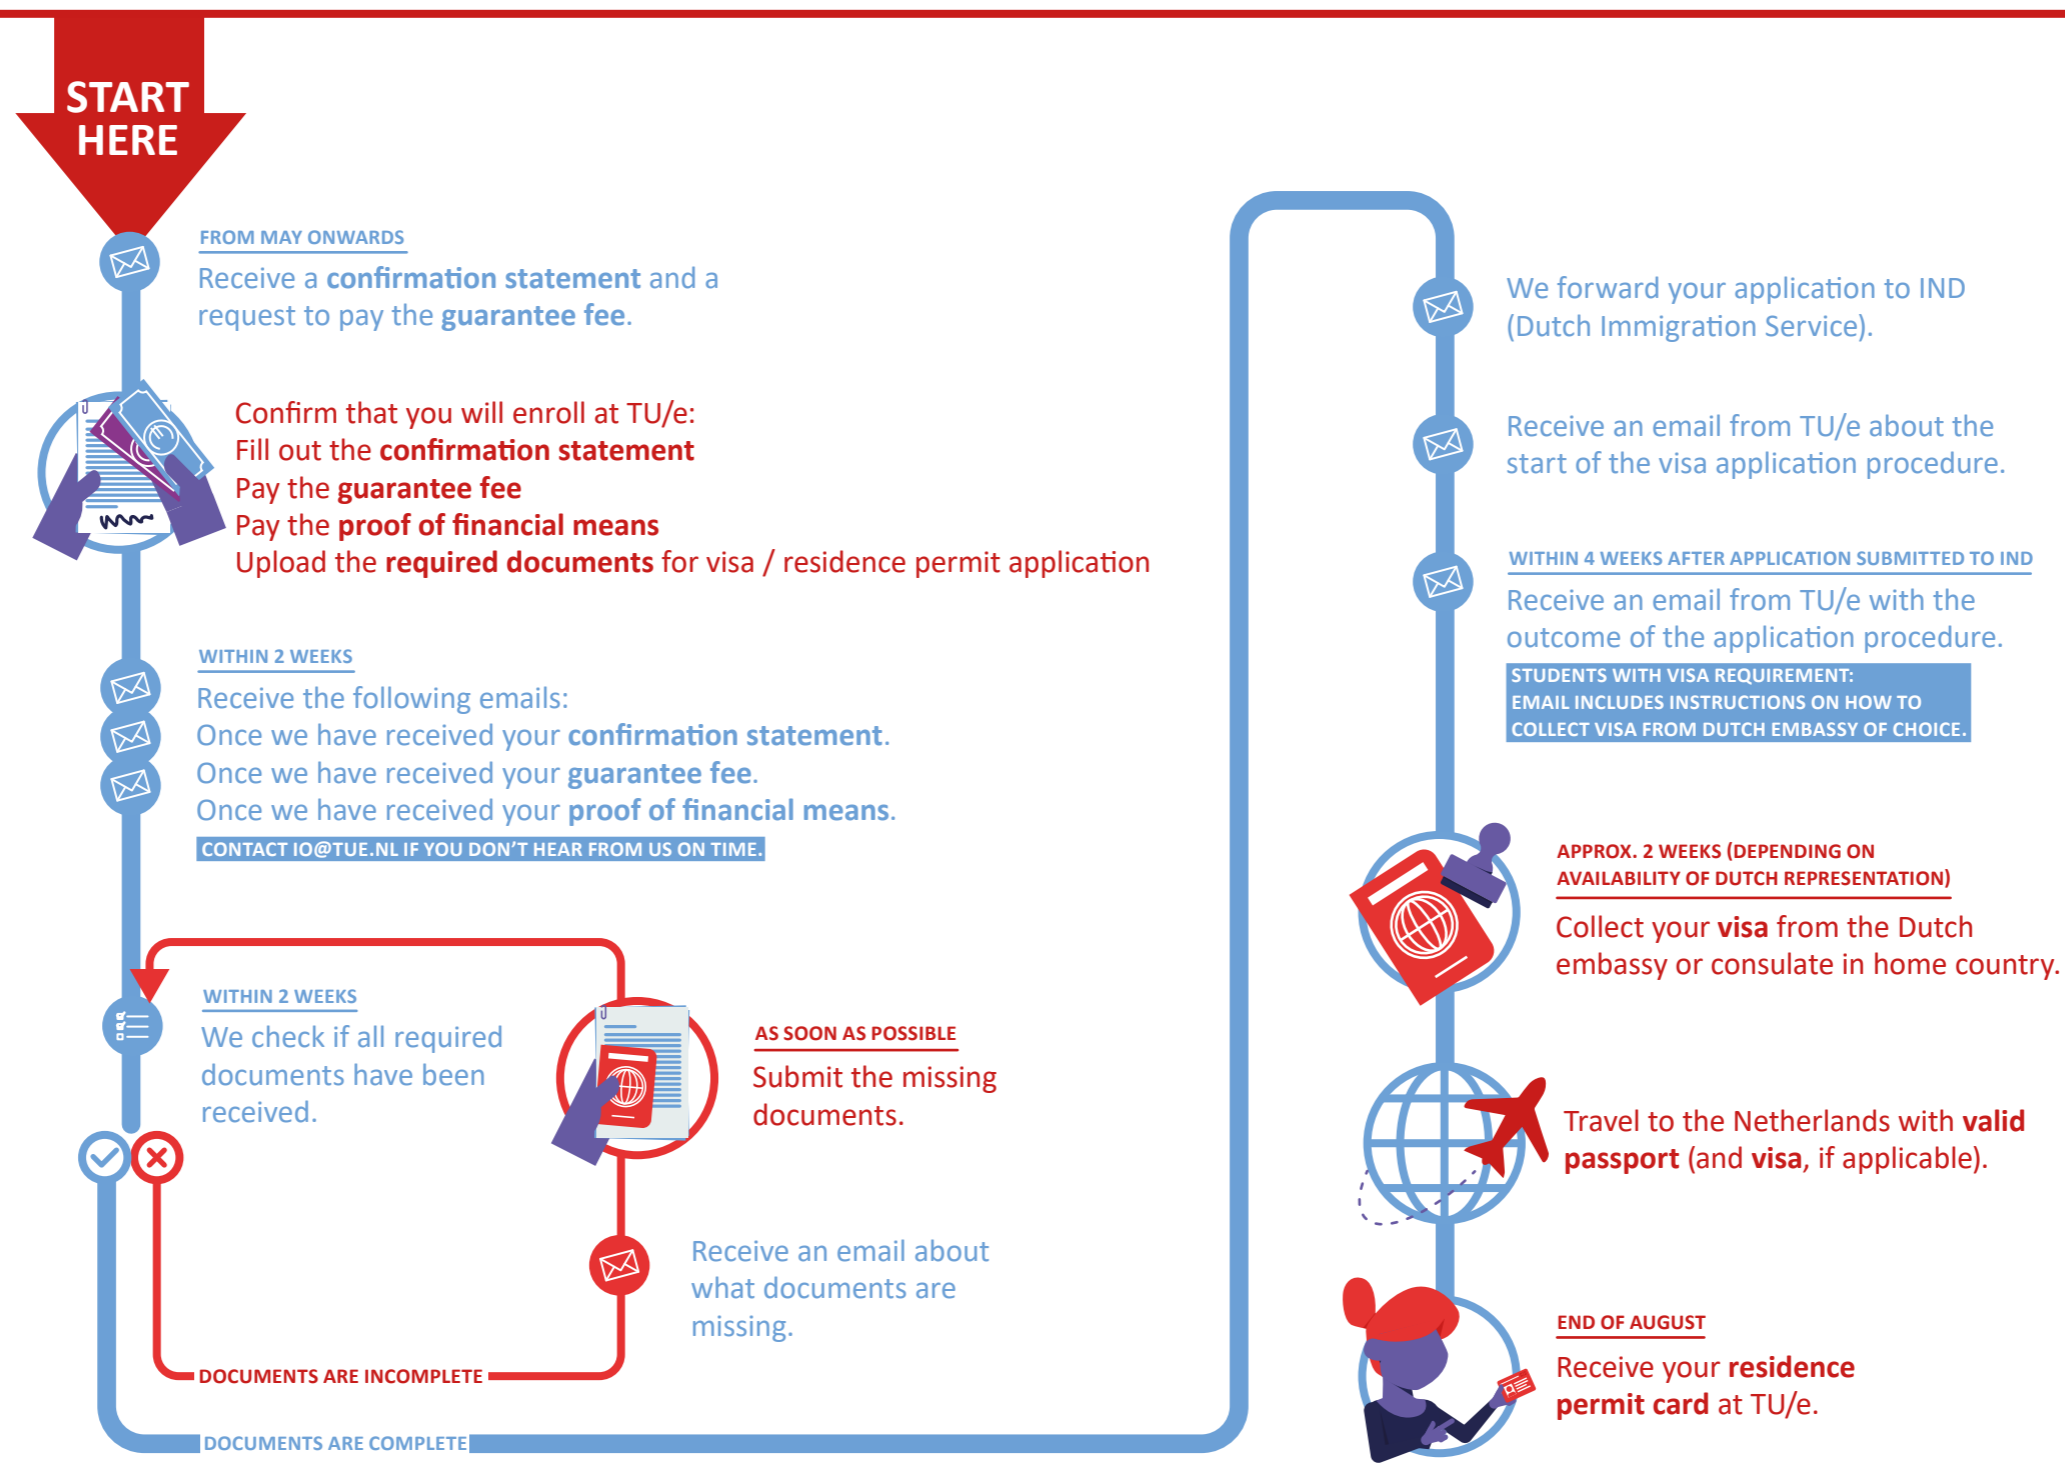 START
HERE
FROM MAY ONWARDS
Receive a confirmation statement and a
request to pay the guarantee fee.
Confirm that you will enroll at TU/e:
Fill out the confirmation statement
Pay the guarantee fee
Pay the proof of financial means
Upload the required documents for visa / residence permit application
WITHIN 2 WEEKS
Receive the following emails:
Once we have received your confirmation statement.
Once we have received your guarantee fee.
Once we have received your proof of financial means.
CONTACT IO@TUE.NL IF YOU DON'T HEAR FROM US ON TIME.
WITHIN 2 WEEKS
We check if all required
documents have been
received.
AS SOON AS POSSIBLE
Submit the missing
documents.
Receive an email about
what documents are
missing.
DOCUMENTS ARE INCOMPLETE
DOCUMENTS ARE COMPLETE
We forward your application to IND
(Dutch Immigration Service).
Receive an email from TU/e about the
start of the visa application procedure.
WITHIN 4 WEEKS AFTER APPLICATION SUBMITTED TO IND
Receive an email from TU/e with the
outcome of the application procedure.
STUDENTS WITH VISA REQUIREMENT:
EMAIL INCLUDES INSTRUCTIONS ON HOW TO
COLLECT VISA FROM DUTCH EMBASSY OF CHOICE.
APPROX. 2 WEEKS (DEPENDING ON
AVAILABILITY OF DUTCH REPRESENTATION)
Collect your visa from the Dutch
embassy or consulate in home country.
Travel to the Netherlands with valid
passport (and visa, if applicable).
END OF AUGUST
Receive your residence
permit card at TU/e.